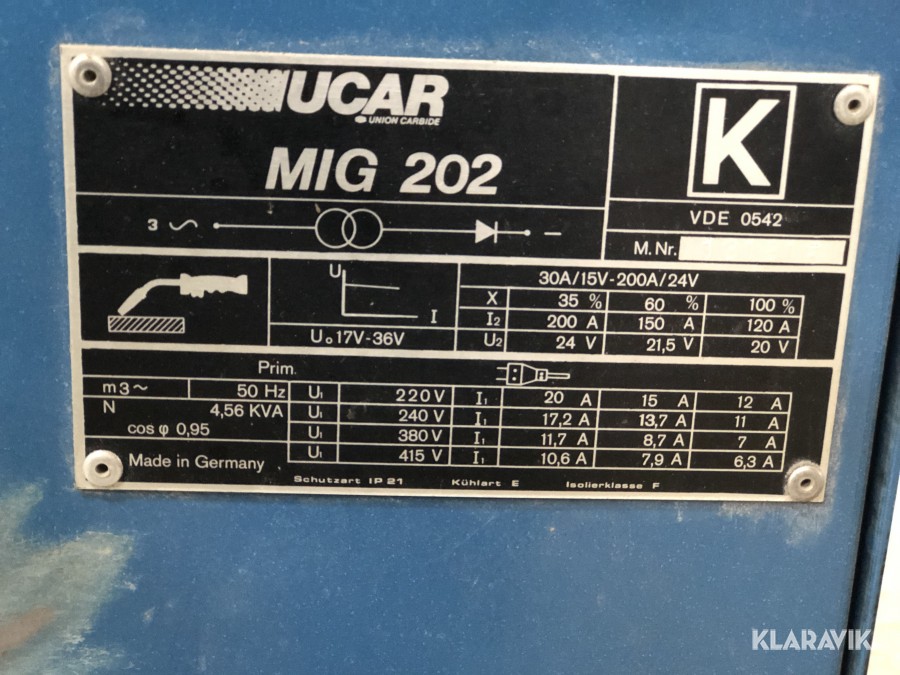 UCAR
UNION CARBIDE
MIG 202
K
VDE 0542
M. Nr.
3 ~ –
U
I
U₀ 17V-36V
30A/15V-200A/24V
X 35 % 60 % 100 %
I₂ 200 A 150 A 120 A
U₂ 24 V 21,5 V 20 V
Prim.
m 3 ~ 50 Hz U₁ 220 V I₁ 20 A 15 A 12 A
N 4,56 KVA U₁ 240 V I₁ 17,2 A 13,7 A 11 A
cos φ 0,95 U₁ 380 V I₁ 11,7 A 8,7 A 7 A
Made in Germany U₁ 415 V I₁ 10,6 A 7,9 A 6,3 A
Schutzart IP 21 Kühlart E Isolierklasse F
KLARAVIK